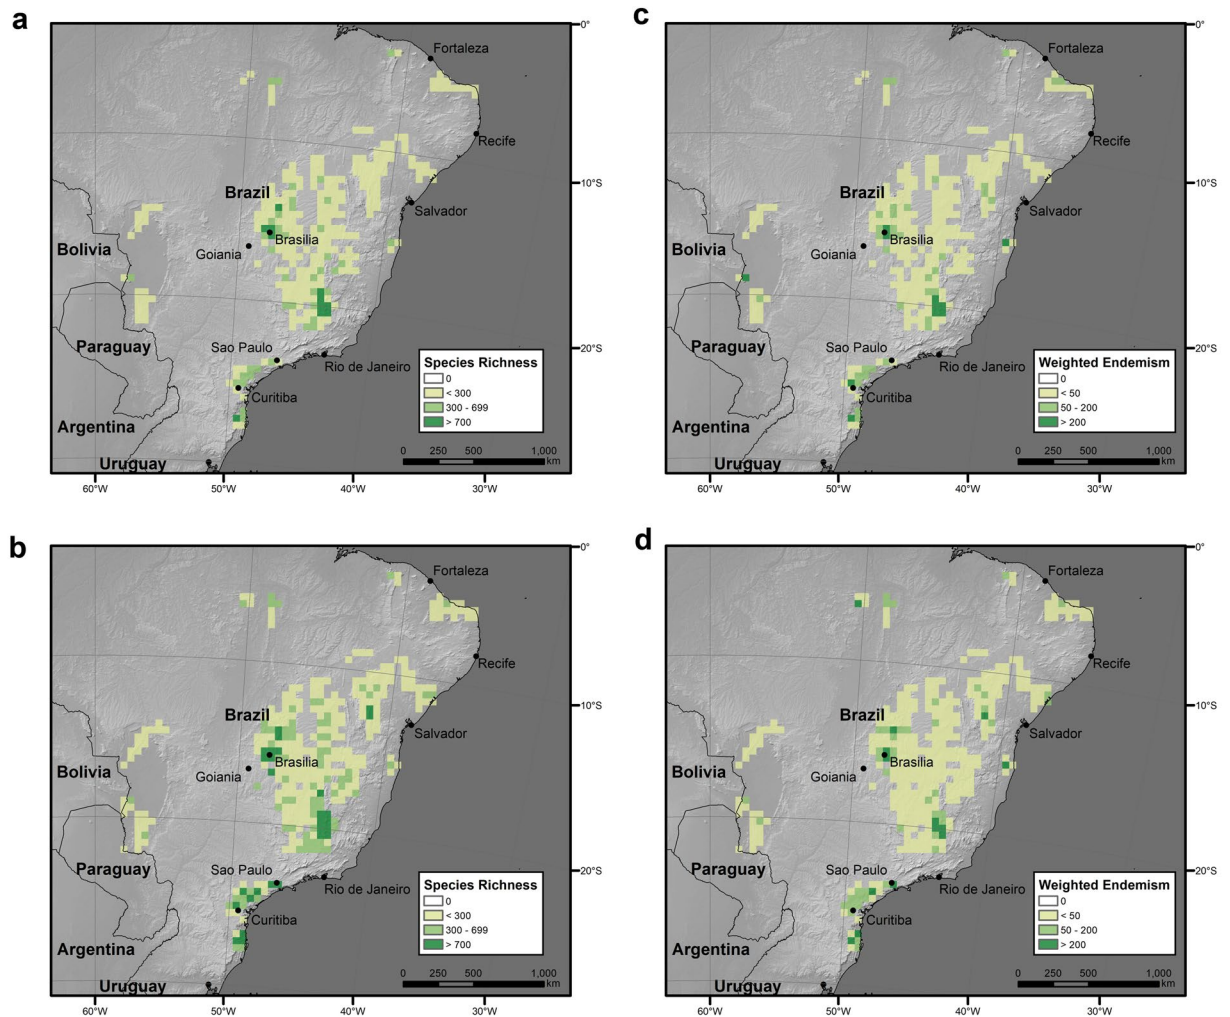 a
Fortaleza
Recife
Brazil
Salvador
Brasilia
Bolivia
Goiania
Paraguay
Sao Paulo
Rio de Janeiro
Curitiba
Argentina
Uruguay
Species Richness
0
< 300
300 - 699
> 700
0 250 500 1,000
km
0°
10°S
20°S
60°W 50°W 40°W 30°W
c
Fortaleza
Recife
Brazil
Salvador
Brasilia
Bolivia
Goiania
Paraguay
Sao Paulo
Rio de Janeiro
Curitiba
Argentina
Uruguay
Weighted Endemism
0
< 50
50 - 200
> 200
0 250 500 1,000
km
0°
10°S
20°S
60°W 50°W 40°W 30°W
b
Fortaleza
Recife
Brazil
Salvador
Brasilia
Bolivia
Goiania
Paraguay
Sao Paulo
Rio de Janeiro
Curitiba
Argentina
Uruguay
Species Richness
0
< 300
300 - 699
> 700
0 250 500 1,000
km
0°
10°S
20°S
60°W 50°W 40°W 30°W
d
Fortaleza
Recife
Brazil
Salvador
Brasilia
Bolivia
Goiania
Paraguay
Sao Paulo
Rio de Janeiro
Curitiba
Argentina
Uruguay
Weighted Endemism
0
< 50
50 - 200
> 200
0 250 500 1,000
km
0°
10°S
20°S
60°W 50°W 40°W 30°W